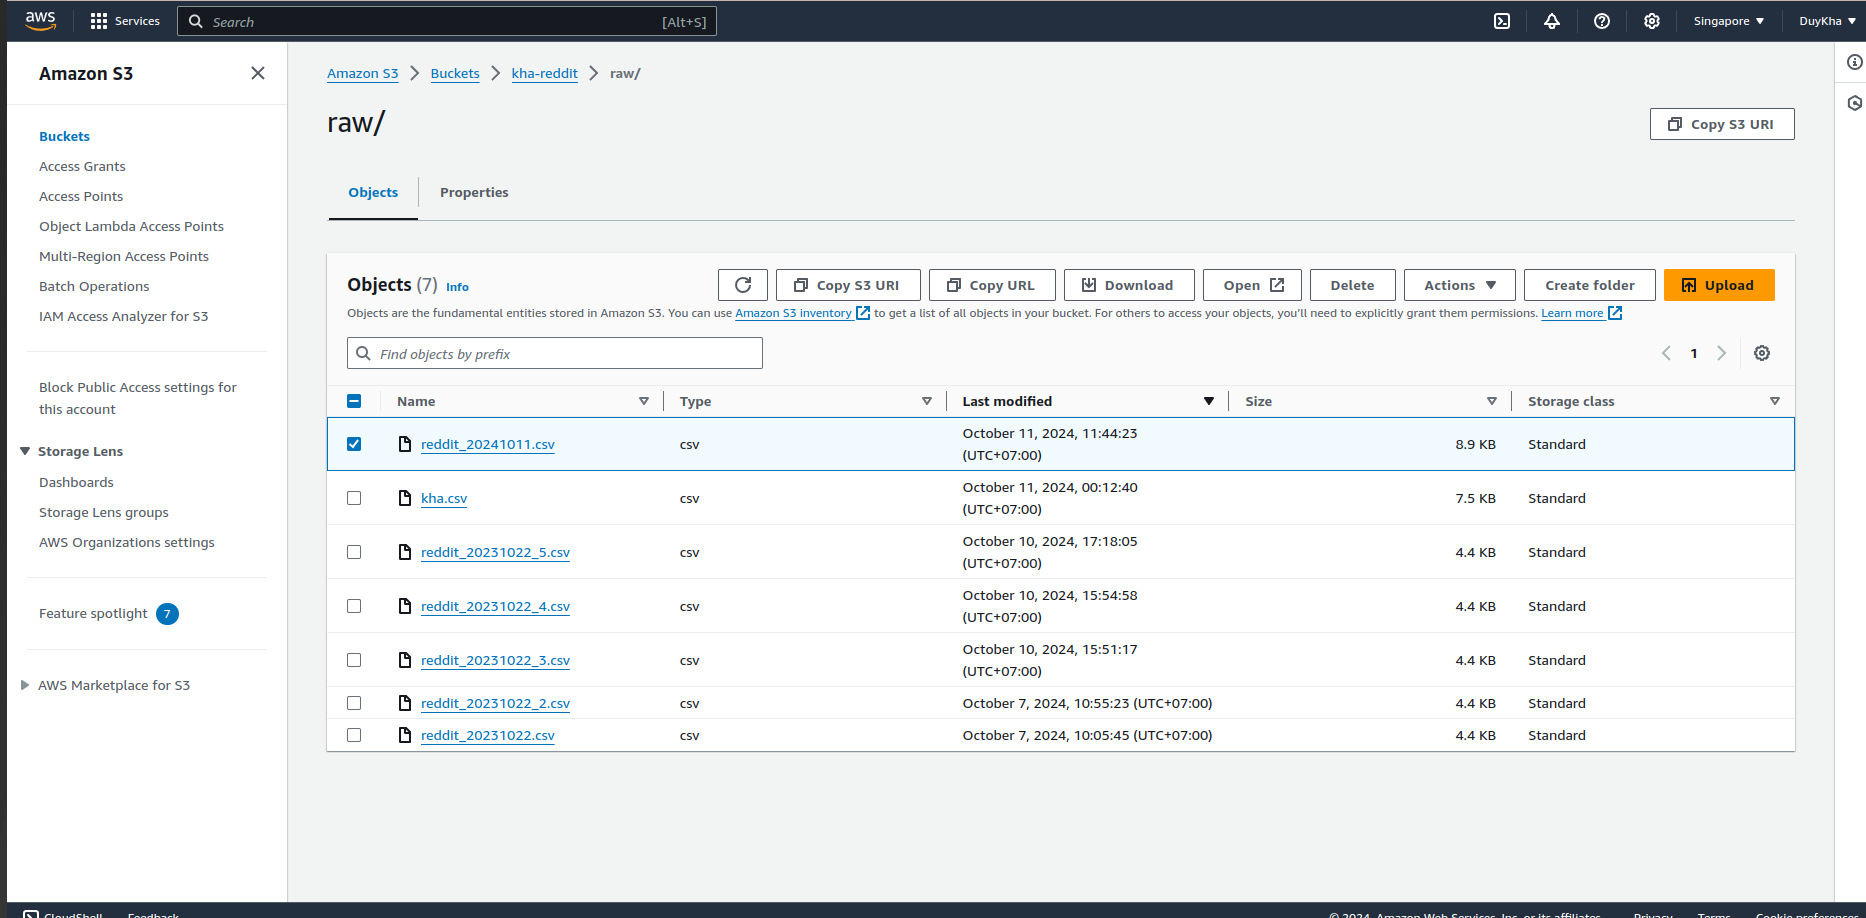 aws Services Search [Alt+S] Singapore DuyKha
Amazon S3
Buckets
Access Grants
Access Points
Object Lambda Access Points
Multi-Region Access Points
Batch Operations
IAM Access Analyzer for S3
Block Public Access settings for
this account
Storage Lens
Dashboards
Storage Lens groups
AWS Organizations settings
Feature spotlight 7
AWS Marketplace for S3
Amazon S3 Buckets kha-reddit raw/
raw/
Copy S3 URI
Objects Properties
Objects (7) Info Copy S3 URI Copy URL Download Open Delete Actions Create folder Upload
Objects are the fundamental entities stored in Amazon S3. You can use Amazon S3 inventory to get a list of all objects in your bucket. For others to access your objects, you'll need to explicitly grant them permissions. Learn more
Find objects by prefix 1
Name Type Last modified Size Storage class
reddit_20241011.csv csv October 11, 2024, 11:44:23 (UTC+07:00) 8.9 KB Standard
kha.csv csv October 11, 2024, 00:12:40 (UTC+07:00) 7.5 KB Standard
reddit_20231022_5.csv csv October 10, 2024, 17:18:05 (UTC+07:00) 4.4 KB Standard
reddit_20231022_4.csv csv October 10, 2024, 15:54:58 (UTC+07:00) 4.4 KB Standard
reddit_20231022_3.csv csv October 10, 2024, 15:51:17 (UTC+07:00) 4.4 KB Standard
reddit_20231022_2.csv csv October 7, 2024, 10:55:23 (UTC+07:00) 4.4 KB Standard
reddit_20231022.csv csv October 7, 2024, 10:05:45 (UTC+07:00) 4.4 KB Standard
CloudShell Feedback © 2024, Amazon Web Services, Inc. or its affiliates. Privacy Terms Cookie preferences